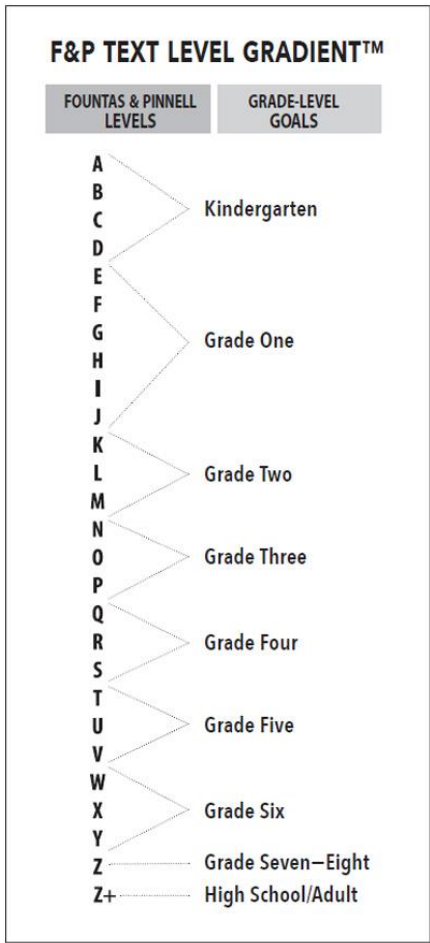 F&P TEXT LEVEL GRADIENT™
FOUNTAS & PINNELL
LEVELS
GRADE-LEVEL
GOALS
A
B
Kindergarten
C
D
E
F
G
Grade One
H
I
J
K
L
Grade Two
M
N
O
Grade Three
P
Q
R
Grade Four
S
T
U
Grade Five
V
W
X
Grade Six
Y
Z
Grade Seven—Eight
Z+
High School/Adult